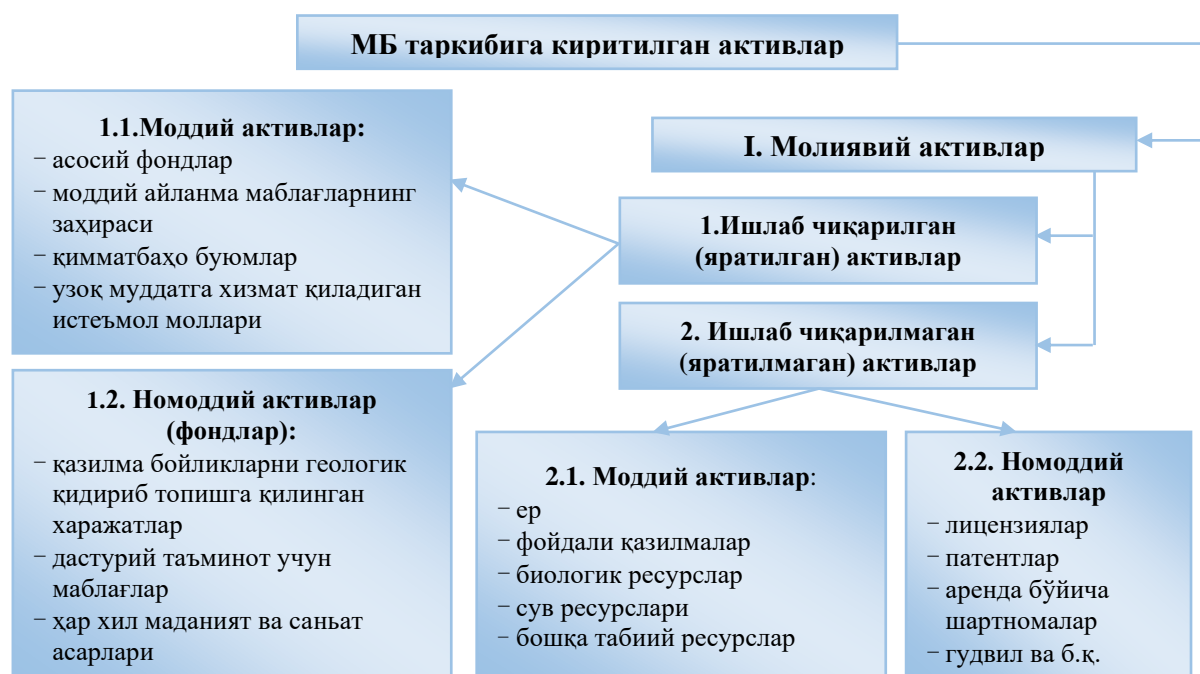 МБ таркибига киритилган активлар
I. Молиявий активлар
1.Ишлаб чиқарилган
(яратилган) активлар
2. Ишлаб чиқарилмаган
(яратилмаган) активлар
1.1.Моддий активлар:
- асосий фондлар
- моддий айланма маблағларнинг
захираси
- қимматбаҳо буюмлар
- узоқ муддатга хизмат қиладиган
истеъмол моллари
1.2. Номоддий активлар
(фондлар):
- қазилма бойликларни геологик
қидириб топишга қилинган
харажатлар
- дастурий таъминот учун
маблағлар
- ҳар хил маданият ва саньат
асарлари
2.1. Моддий активлар:
- ер
- фойдали қазилмалар
- биологик ресурслар
- сув ресурслари
- бошқа табиий ресурслар
2.2. Номоддий
активлар
- лицензиялар
- патентлар
- аренда бўйича
шартномалар
- гудвил ва б.қ.